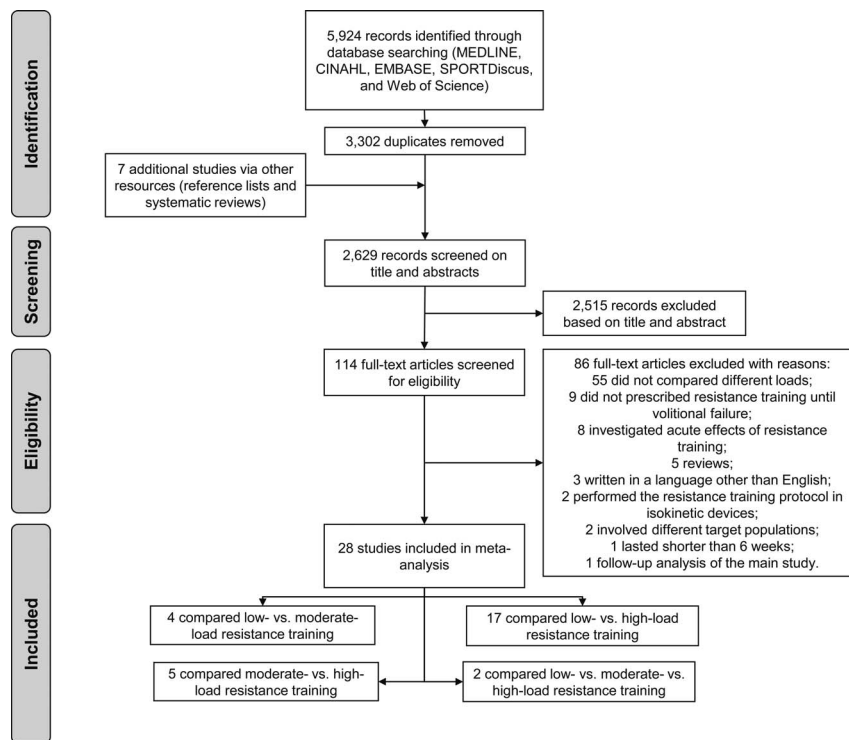 Identification
5,924 records identified through
database searching (MEDLINE,
CINAHL, EMBASE, SPORTDiscus,
and Web of Science)
3,302 duplicates removed
7 additional studies via other
resources (reference lists and
systematic reviews)
Screening
2,629 records screened on
title and abstracts
2,515 records excluded
based on title and abstract
Eligibility
114 full-text articles screened
for eligibility
86 full-text articles excluded with reasons:
55 did not compared different loads;
9 did not prescribed resistance training until
volitional failure;
8 investigated acute effects of resistance
training;
5 reviews;
3 written in a language other than English;
2 performed the resistance training protocol in
isokinetic devices;
2 involved different target populations;
1 lasted shorter than 6 weeks;
1 follow-up analysis of the main study.
Included
28 studies included in meta-
analysis
4 compared low- vs. moderate-
load resistance training
17 compared low- vs. high-load
resistance training
5 compared moderate- vs. high-
load resistance training
2 compared low- vs. moderate- vs.
high-load resistance training